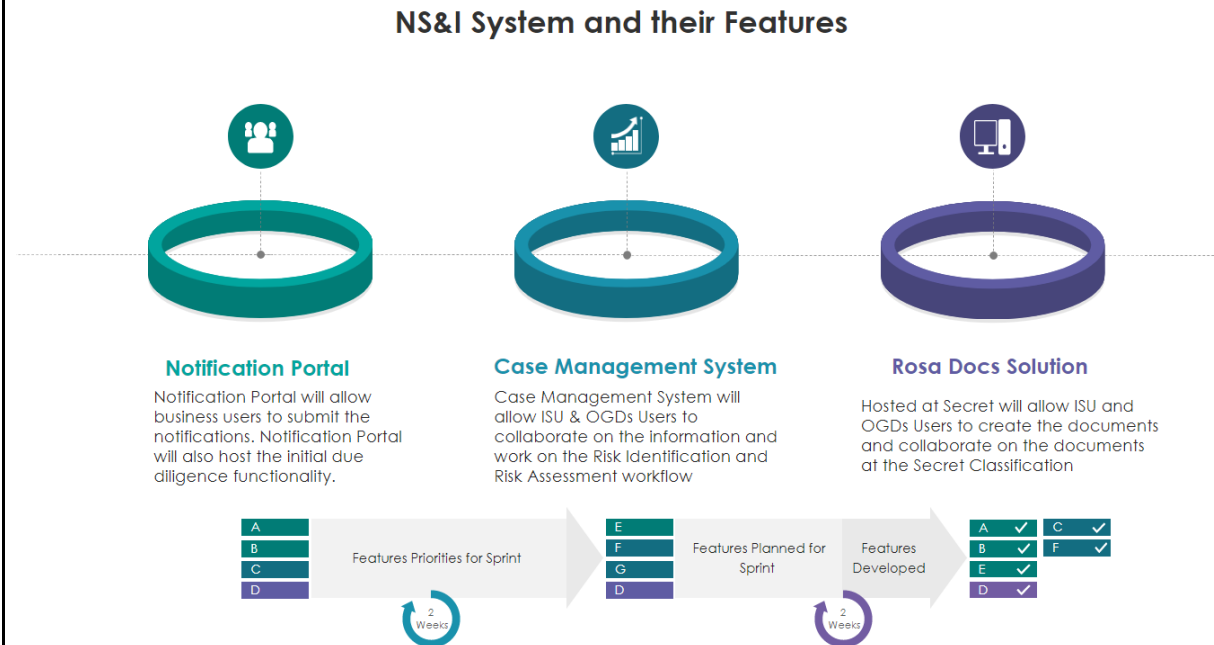 NS&I System and their Features
Notification Portal
Notification Portal will allow
business users to submit the
notifications. Notification Portal
will also host the initial due
diligence functionality.
Case Management System
Case Management System will
allow ISU & OGDs Users to
collaborate on the information and
work on the Risk Identification and
Risk Assessment workflow
Rosa Docs Solution
Hosted at Secret will allow ISU and
OGDs Users to create the documents
and collaborate on the documents
at the Secret Classification
A
B
C
D
Features Priorities for Sprint
2
Weeks
E
F
G
D
Features Planned for
Sprint
Features
Developed
2
Weeks
A
B
E
D
C
F